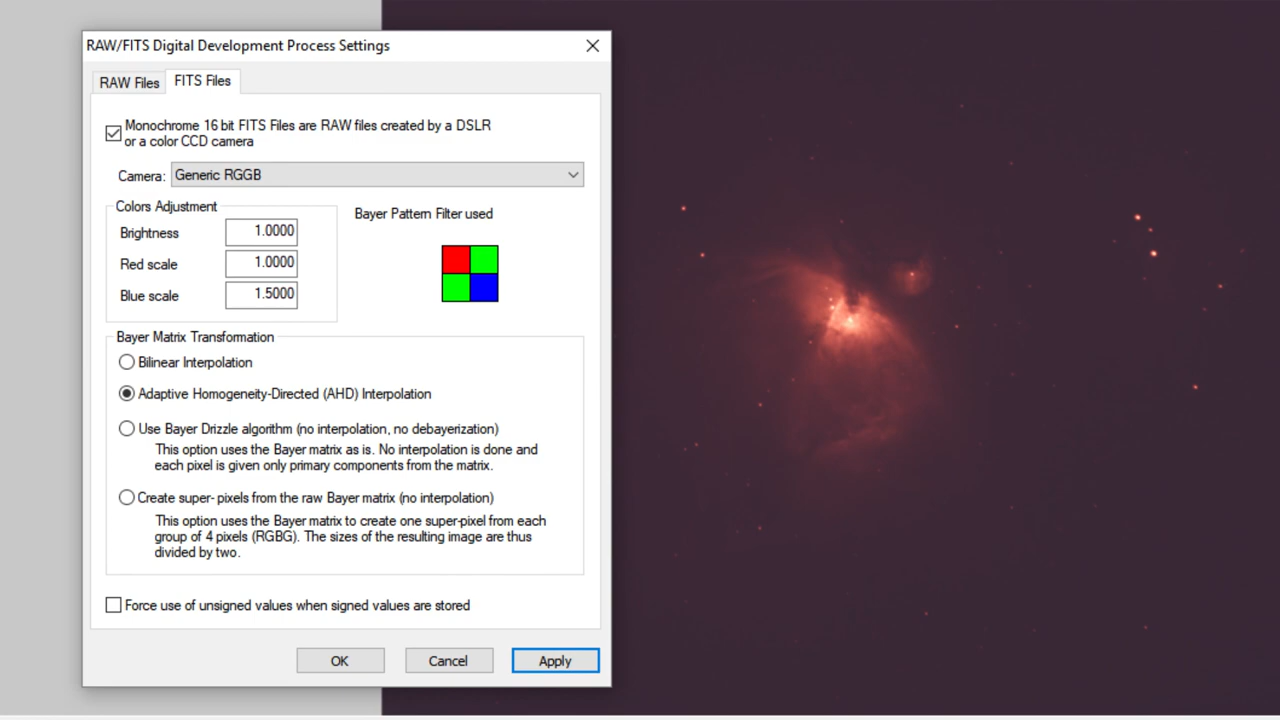 RAW/FITS Digital Development Process Settings
RAW Files
FITS Files
Monochrome 16 bit FITS Files are RAW files created by a DSLR
or a color CCD camera
Camera:
Generic RGGB
Colors Adjustment
Bayer Pattern Filter used
Brightness
1.0000
Red scale
1.0000
Blue scale
1.5000
Bayer Matrix Transformation
Bilinear Interpolation
Adaptive Homogeneity-Directed (AHD) Interpolation
Use Bayer Drizzle algorithm (no interpolation, no debayerization)
This option uses the Bayer matrix as is. No interpolation is done and
each pixel is given only primary components from the matrix.
Create super- pixels from the raw Bayer matrix (no interpolation)
This option uses the Bayer matrix to create one super-pixel from each
group of 4 pixels (RGBG). The sizes of the resulting image are thus
divided by two.
Force use of unsigned values when signed values are stored
OK
Cancel
Apply